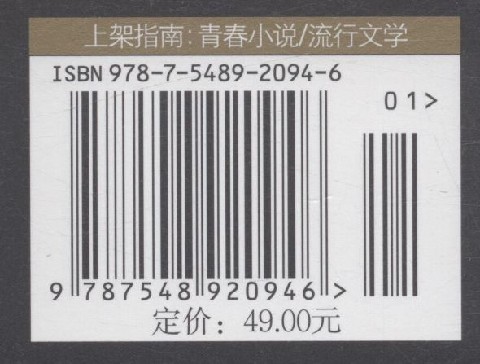 上架指南:青春小说/流行文学
ISBN 978-7-5489-2094-6
01>
9 787548 920946 >
定价：49.00元